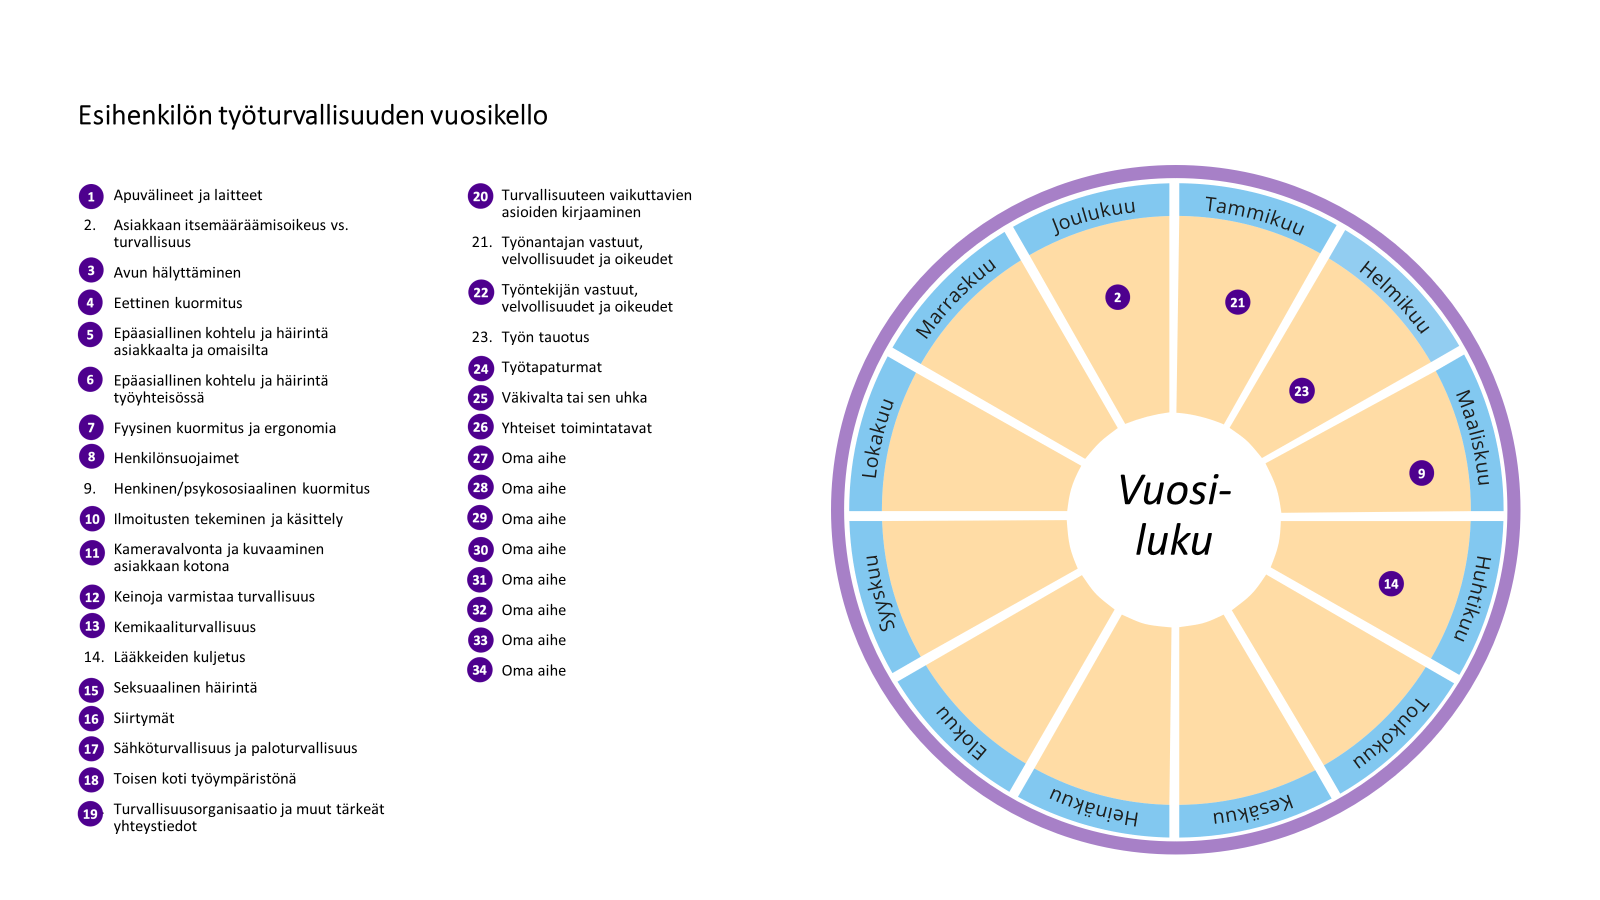 Esihenkilön työturvallisuuden vuosikello
1 Apuvälineet ja laitteet
2. Asiakkaan itsemääräämisoikeus vs.
turvallisuus
3 Avun hälyttäminen
4 Eettinen kuormitus
5 Epäasiallinen kohtelu ja häirintä
asiakkaalta ja omaisilta
6 Epäasiallinen kohtelu ja häirintä
työyhteisössä
7 Fyysinen kuormitus ja ergonomia
8 Henkilönsuojaimet
9. Henkinen/psykososiaalinen kuormitus
10 Ilmoitusten tekeminen ja käsittely
11 Kameravalvonta ja kuvaaminen
asiakkaan kotona
12 Keinoja varmistaa turvallisuus
13 Kemikaaliturvallisuus
14. Lääkkeiden kuljetus
15 Seksuaalinen häirintä
16 Siirtymät
17 Sähköturvallisuus ja paloturvallisuus
18 Toisen koti työympäristönä
19 Turvallisuusorganisaatio ja muut tärkeät
yhteystiedot
20 Turvallisuuteen vaikuttavien
asioiden kirjaaminen
21. Työnantajan vastuut,
velvollisuudet ja oikeudet
22 Työntekijän vastuut,
velvollisuudet ja oikeudet
23. Työn tauotus
24 Työtapaturmat
25 Väkivalta tai sen uhka
26 Yhteiset toimintatavat
27 Oma aihe
28 Oma aihe
29 Oma aihe
30 Oma aihe
31 Oma aihe
32 Oma aihe
33 Oma aihe
34 Oma aihe
Tammikuu
21
Helmikuu
23
Maaliskuu
9
Huhtikuu
14
Toukokuu
Kesäkuu
Heinäkuu
Elokuu
Syyskuu
Lokakuu
Marraskuu
Joulukuu
2
Vuosi-
luku